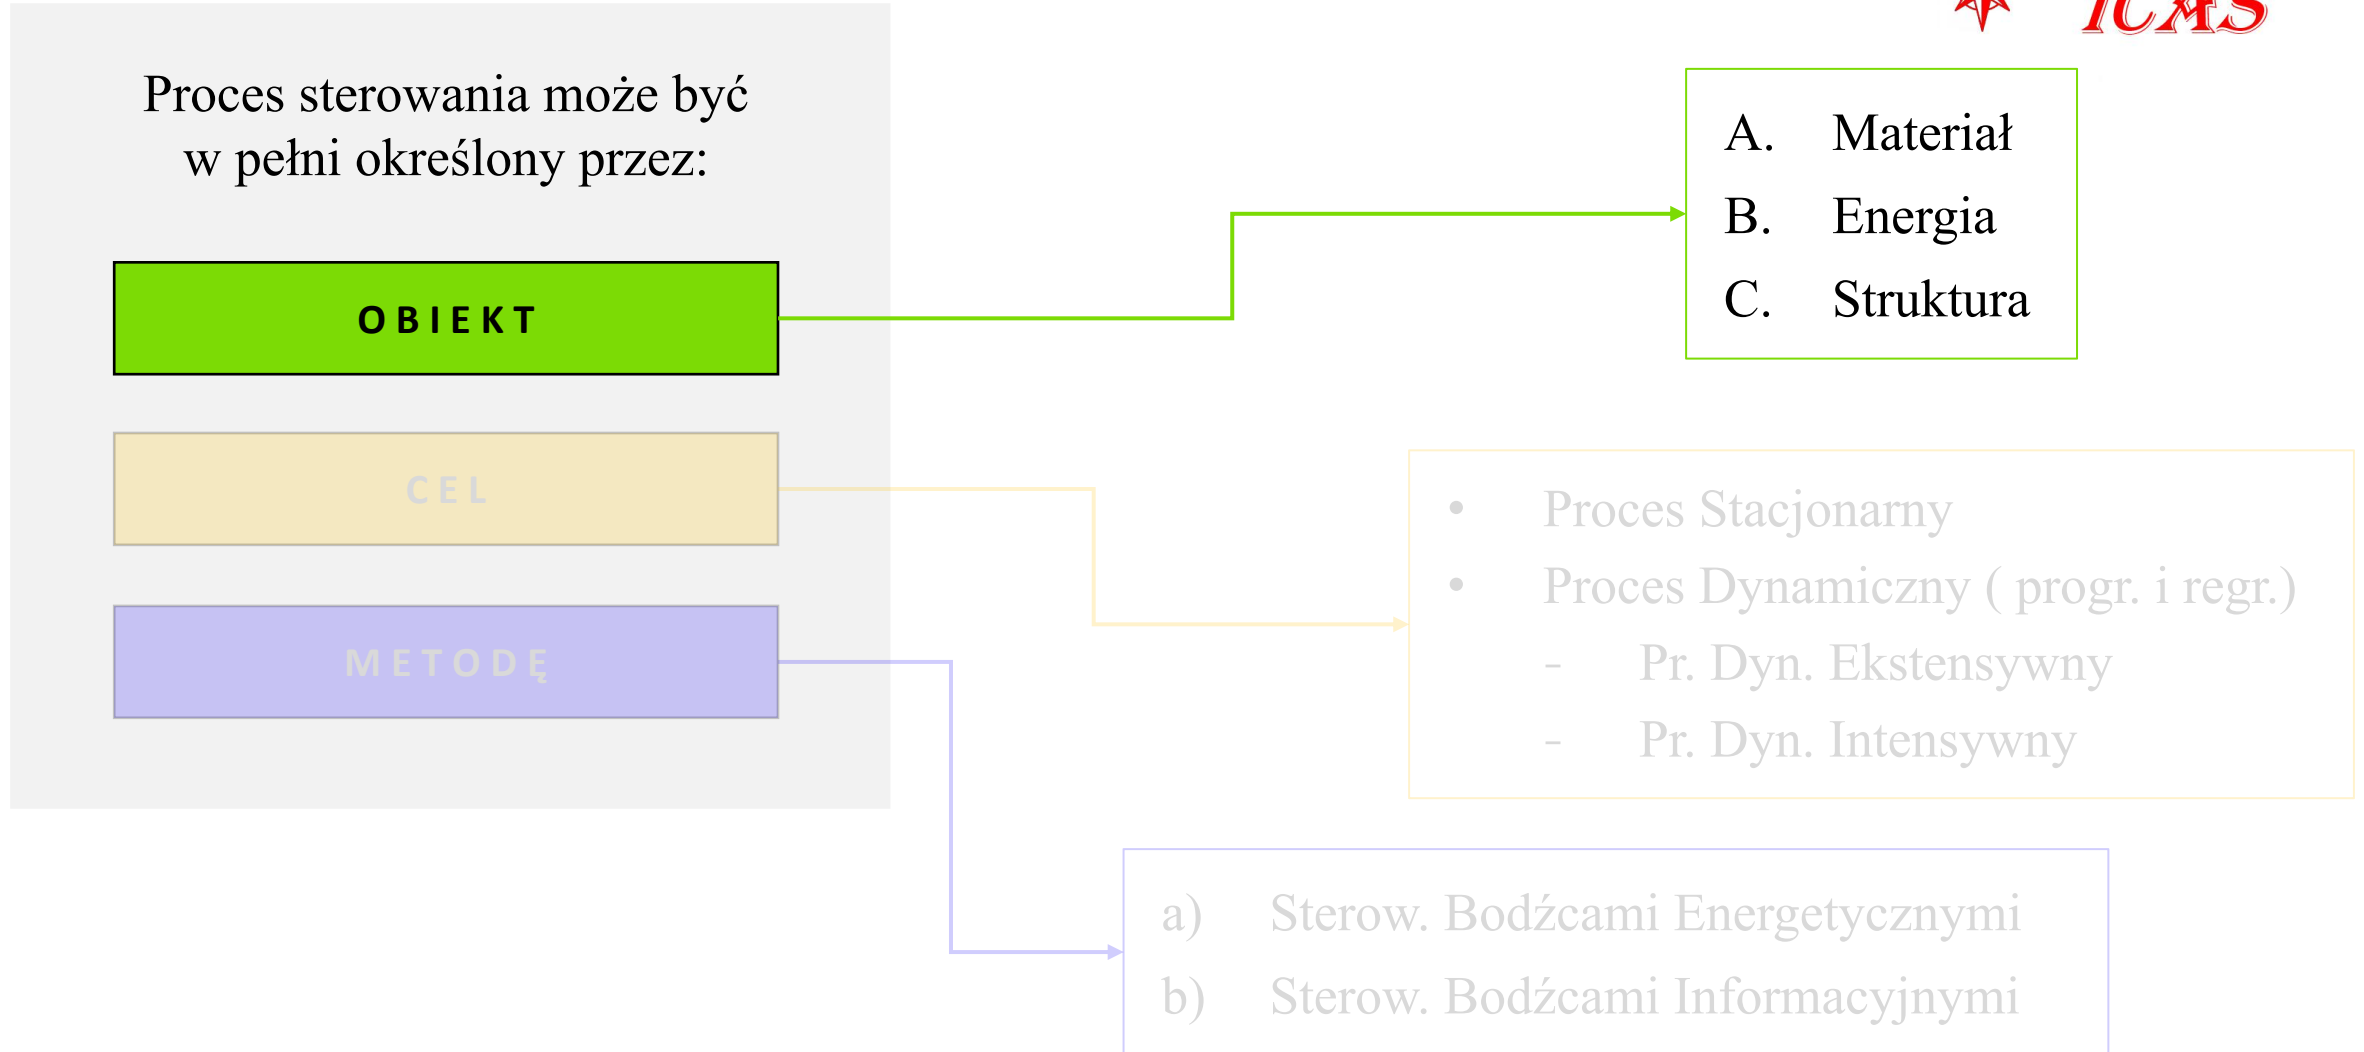 ICAS
Proces sterowania może być
w pełni określony przez:
OBIEKT
A. Materiał
B. Energia
C. Struktura
CEL
• Proces Stacjonarny
• Proces Dynamiczny ( progr. i regr.)
- Pr. Dyn. Ekstensywny
- Pr. Dyn. Intensywny
METODĘ
a) Sterow. Bodźcami Energetycznymi
b) Sterow. Bodźcami Informacyjnymi